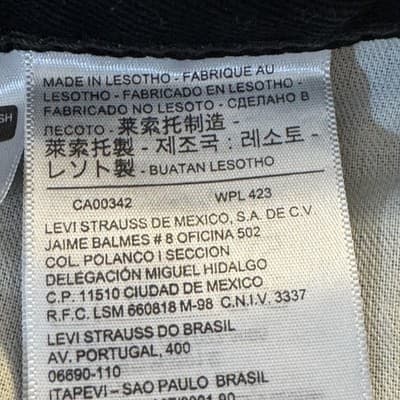 MADE IN LESOTHO - FABRIQUE AU
LESOTHO - FABRICADO EN LESOTHO -
FABRICADO NO LESOTO - СДЕЛАНО В
ЛЕСОТО - 莱索托制造 -
萊索托製 - 제조국 : 레소토 -
レソト製 - BUATAN LESOTHO
CA00342 WPL 423
LEVI STRAUSS DE MEXICO, S.A. DE C.V
JAIME BALMES # 8 OFICINA 502
COL. POLANCO I SECCION
DELEGACIÓN MIGUEL HIDALGO
C.P. 11510 CIUDAD DE MÉXICO
R.F.C. LSM 660818 M-98 C.N.I.V. 3337
LEVI STRAUSS DO BRASIL
AV. PORTUGAL, 400
06690-110
ITAPEVI – SAO PAULO BRASIL